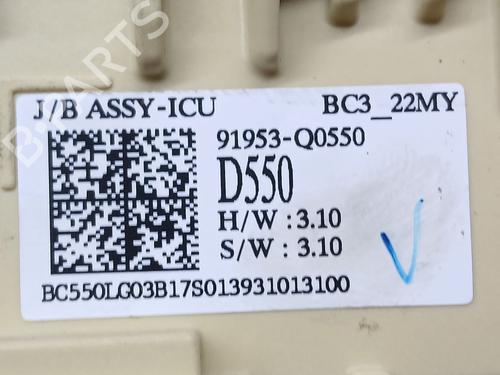 J/B ASSY-ICU BC3_22MY
91953-Q0550
D550
H/W : 3.10
S/W : 3.10
BC550LG03B17S013931013100